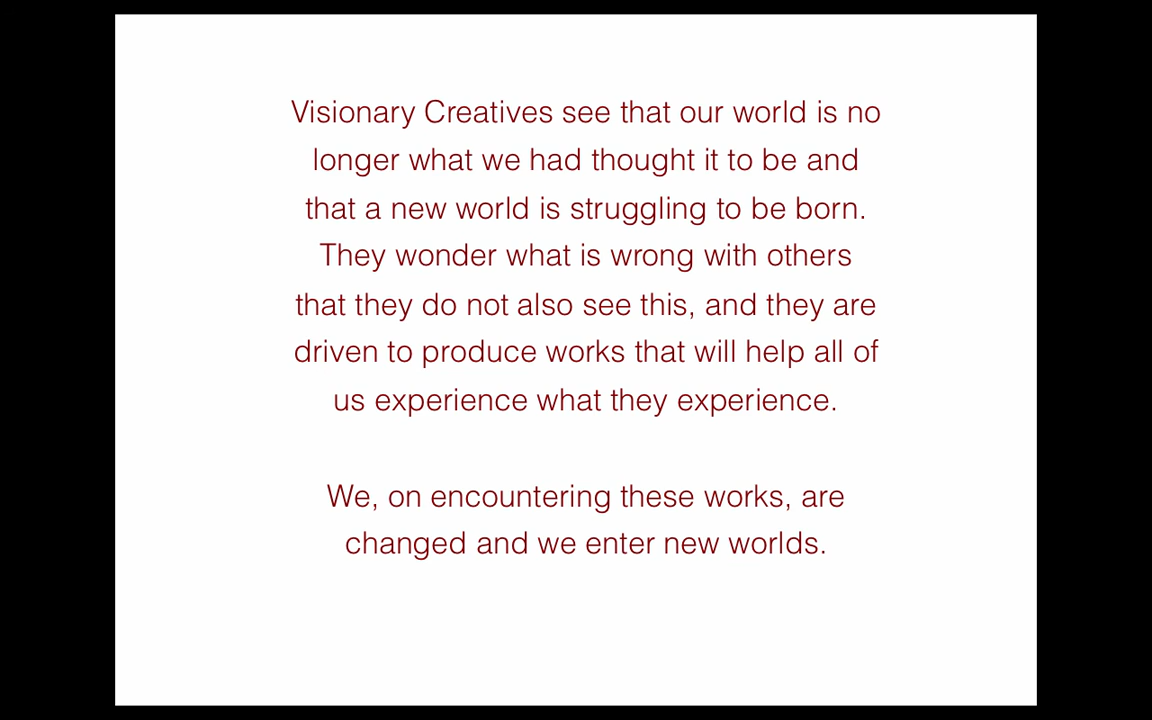 Visionary Creatives see that our world is no
longer what we had thought it to be and
that a new world is struggling to be born.
They wonder what is wrong with others
that they do not also see this, and they are
driven to produce works that will help all of
us experience what they experience.
We, on encountering these works, are
changed and we enter new worlds.